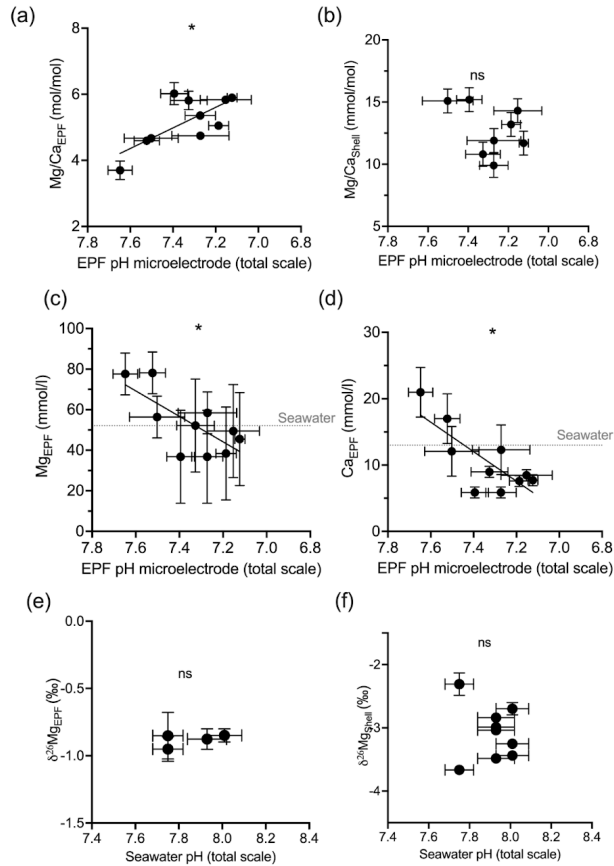 (a)
*
Mg/Ca_EPF (mol/mol)
8
6
4
2
7.8 7.6 7.4 7.2 7.0 6.8
EPF pH microelectrode (total scale)
(b)
ns
Mg/Ca_Shell (mmol/mol)
20
15
10
5
7.8 7.6 7.4 7.2 7.0 6.8
EPF pH microelectrode (total scale)
(c)
*
Mg_EPF (mmol/l)
100
80
60
40
20
0
Seawater
7.8 7.6 7.4 7.2 7.0 6.8
EPF pH microelectrode (total scale)
(d)
*
Ca_EPF (mmol/l)
30
20
10
0
Seawater
7.8 7.6 7.4 7.2 7.0 6.8
EPF pH microelectrode (total scale)
(e)
ns
δ²⁶Mg_EPF (‰)
0.0
-0.5
-1.0
-1.5
7.4 7.6 7.8 8.0 8.2 8.4
Seawater pH (total scale)
(f)
ns
δ²⁶Mg_Shell (‰)
-2
-3
-4
7.4 7.6 7.8 8.0 8.2 8.4
Seawater pH (total scale)